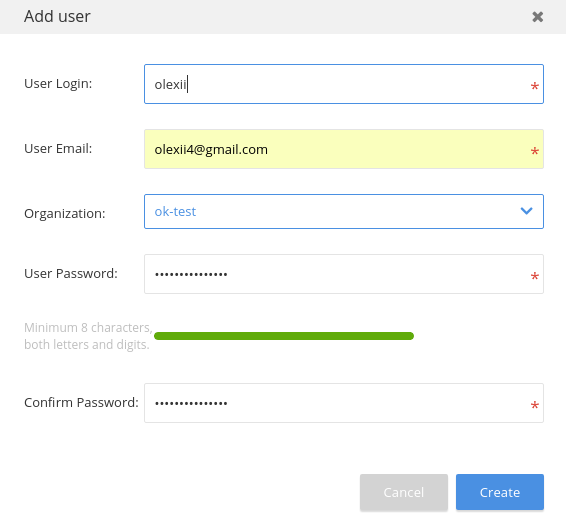 Add user
User Login:
olexii
*
User Email:
olexii4@gmail.com
*
Organization:
ok-test
User Password:
•••••••••••••••
*
Minimum 8 characters,
both letters and digits.
Confirm Password:
•••••••••••••••
*
Cancel
Create